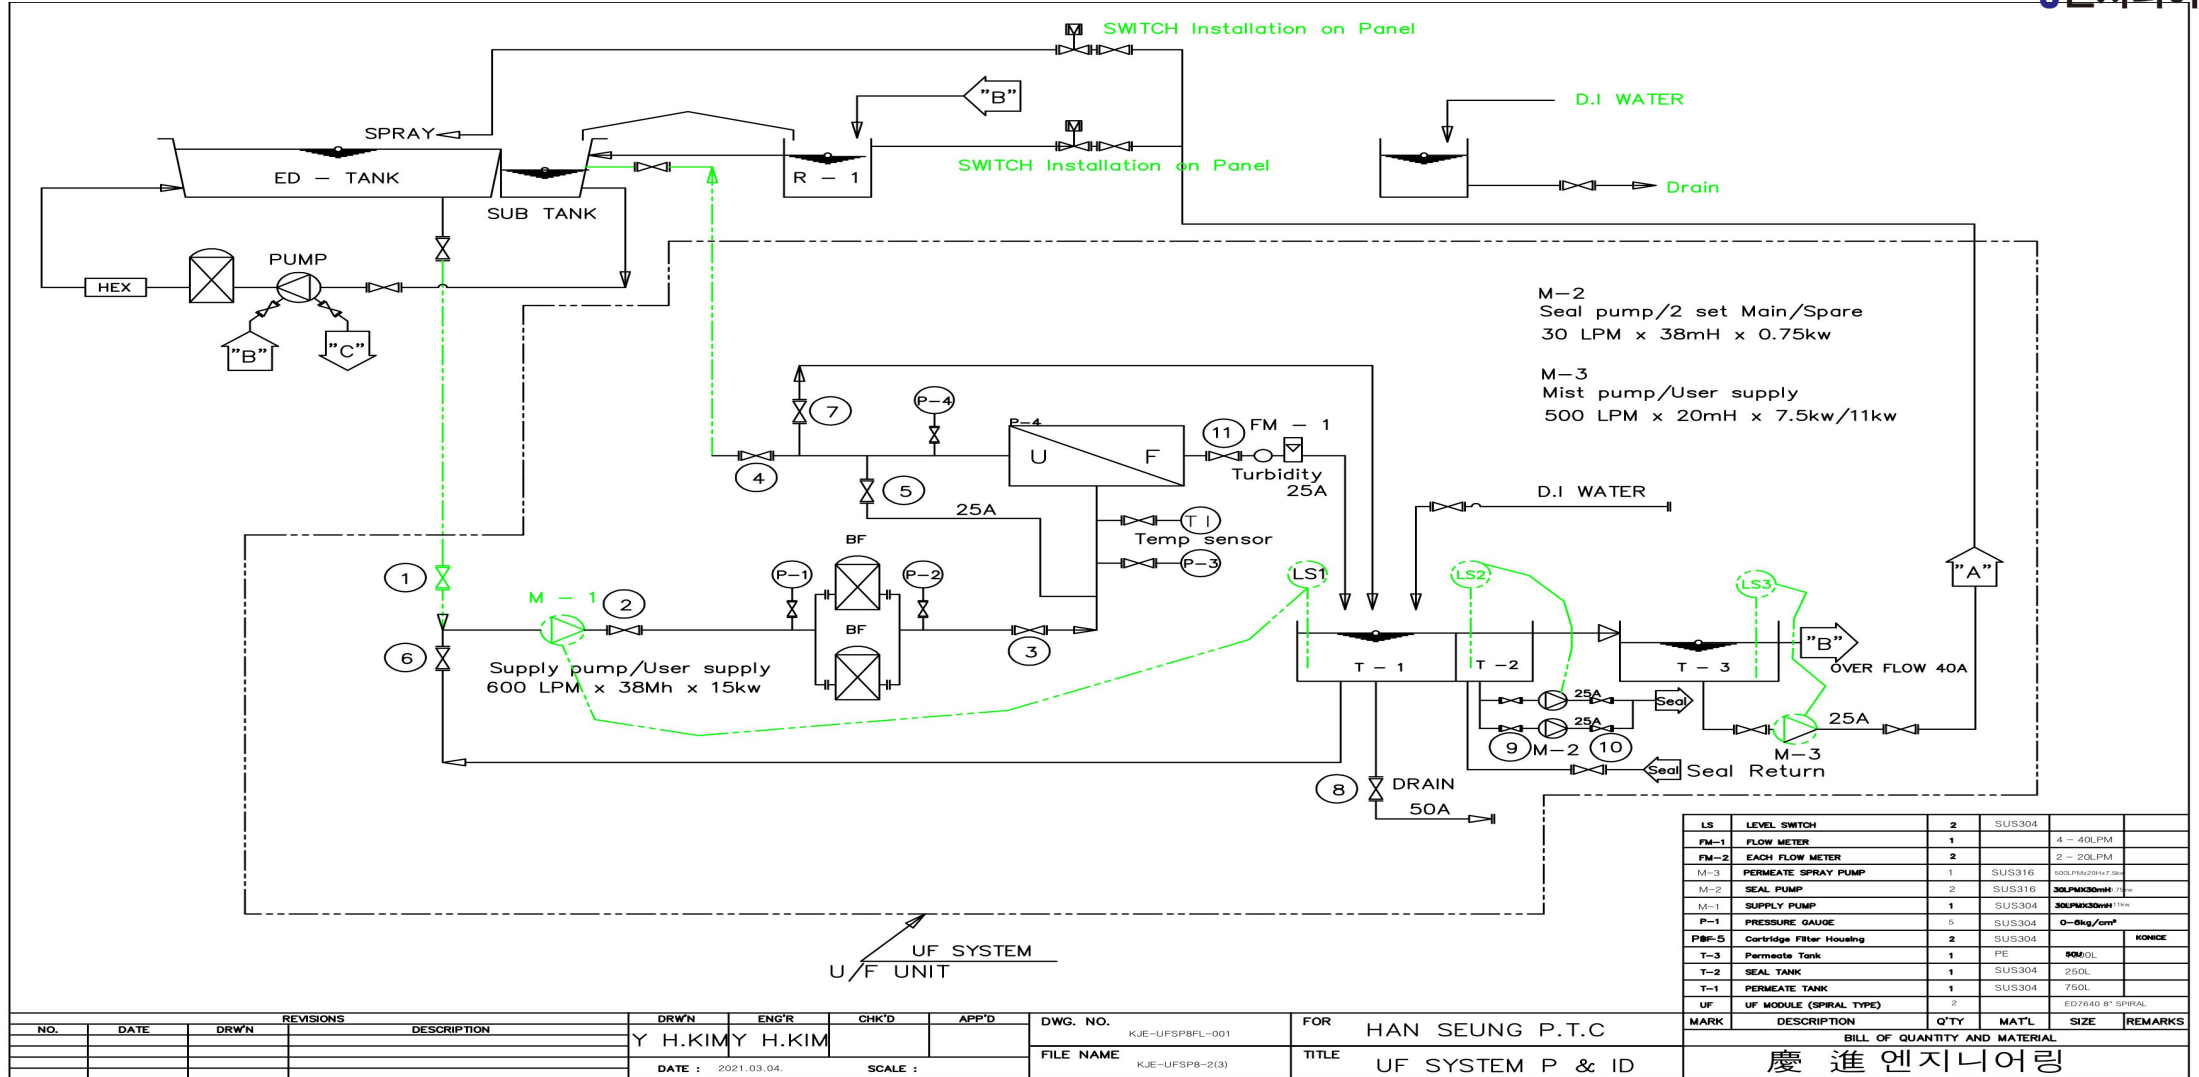 SWITCH Installation on Panel
"B"
D.I WATER
SPRAY
SWITCH Installation on Panel
ED - TANK
R - 1
Drain
SUB TANK
PUMP
HEX
"B"
"C"
M-2
Seal pump/2 set Main/Spare
30 LPM x 38mH x 0.75kw
M-3
Mist pump/User supply
500 LPM x 20mH x 7.5kw/11kw
7
P-4
P-4
11
FM - 1
U
F
4
5
Turbidity
25A
25A
D.I WATER
T I
Temp sensor
BF
P-1
P-2
P-3
LS1
LS2
LS3
"A"
1
M - 1
2
BF
3
6
Supply pump/User supply
600 LPM x 38Mh x 15kw
T - 1
T - 2
T - 3
"B"
OVER FLOW 40A
25A
Seal
25A
25A
9
M-2
10
M-3
Seal
Seal Return
8
DRAIN
50A
UF SYSTEM
U/F UNIT
LS LEVEL SWITCH 2 SUS304
FM-1 FLOW METER 1 4 - 40LPM
FM-2 EACH FLOW METER 2 2 - 20LPM
M-3 PERMEATE SPRAY PUMP 1 SUS316 500LPMx20Hx7.5kw
M-2 SEAL PUMP 2 SUS316 30LPMX30mH
M-1 SUPPLY PUMP 1 SUS304 11kw
P-1 PRESSURE GAUGE 5 SUS304 0-6kg/cm²
Cartridge Filter Housing 2 SUS304 KONICE
T-3 Permeate Tank 1 PE
T-2 SEAL TANK 1 SUS304 250L
T-1 PERMEATE TANK 1 SUS304 750L
UF UF MODULE (SPIRAL TYPE) 2 ED7640 8" SPIRAL
MARK DESCRIPTION Q'TY MAT'L SIZE REMARKS
BILL OF QUANTITY AND MATERIAL
慶 進 엔지니어링
REVISIONS
NO. DATE DRW'N DESCRIPTION
DRW'N ENG'R CHK'D APP'D
Y H.KIM Y H.KIM
DATE : 2021.03.04. SCALE :
DWG. NO. KJE-UFSP8FL-001
FILE NAME KJE-UFSP8-2(3)
FOR HAN SEUNG P.T.C
TITLE UF SYSTEM P & ID